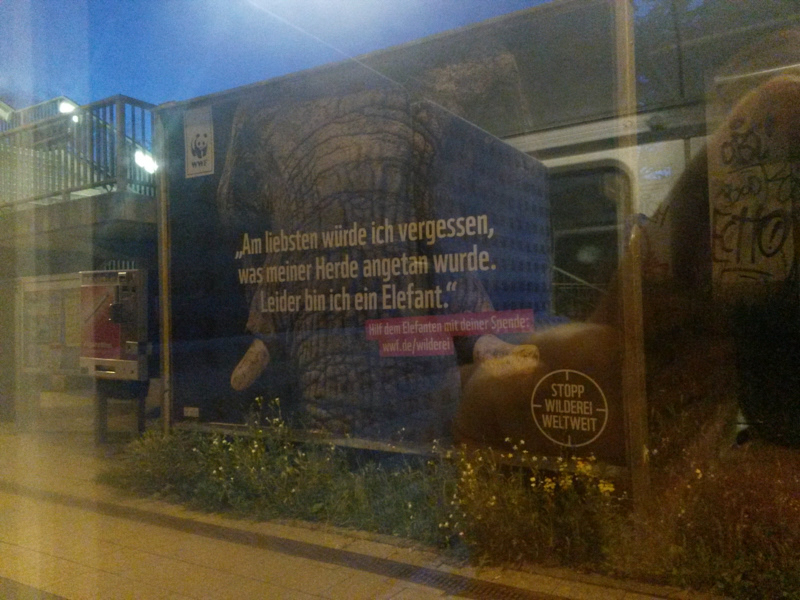 WWF
„Am liebsten würde ich vergessen,
was meiner Herde angetan wurde.
Leider bin ich ein Elefant.“
Hilf dem Elefanten mit deiner Spende:
wwf.de/wilderei
STOPP
WILDEREI
WELTWEIT